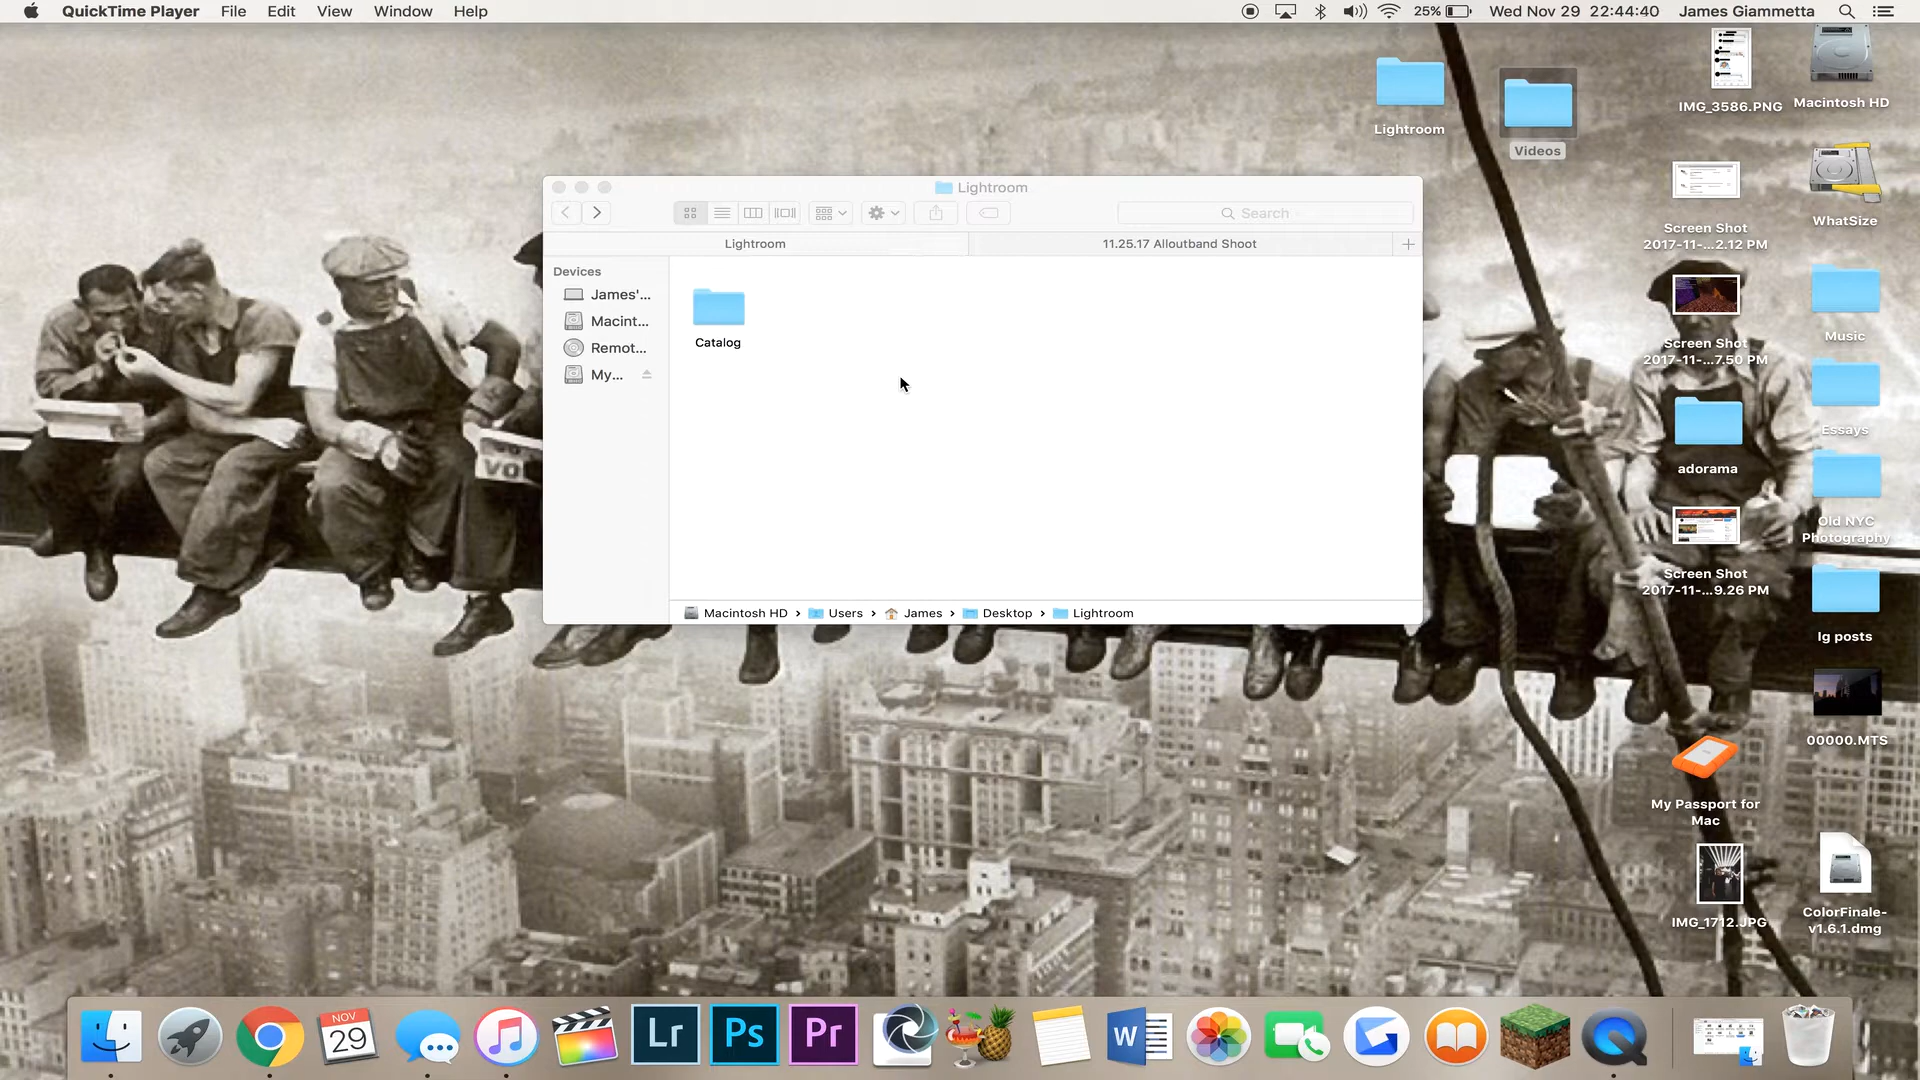 QuickTime Player File Edit View Window Help 25% Wed Nov 29 22:44:40 James Giammetta
IMG_3586.PNG
Macintosh HD
Lightroom
Videos
Lightroom
Search
WhatSize
Screen Shot
2017-11-...2.12 PM
Lightroom
11.25.17 Alloutband Shoot
Devices
James'...
Macint...
Remot...
My...
Catalog
Music
Screen Shot
2017-11-...7.50 PM
Essays
VO
adorama
Old NYC
Photography
Screen Shot
2017-11-...9.26 PM
Macintosh HD › Users › James › Desktop › Lightroom
Ig posts
00000.MTS
My Passport for
Mac
IMG_1712.JPG
ColorFinale-
v1.6.1.dmg
NOV
29
Lr
Ps
Pr
W